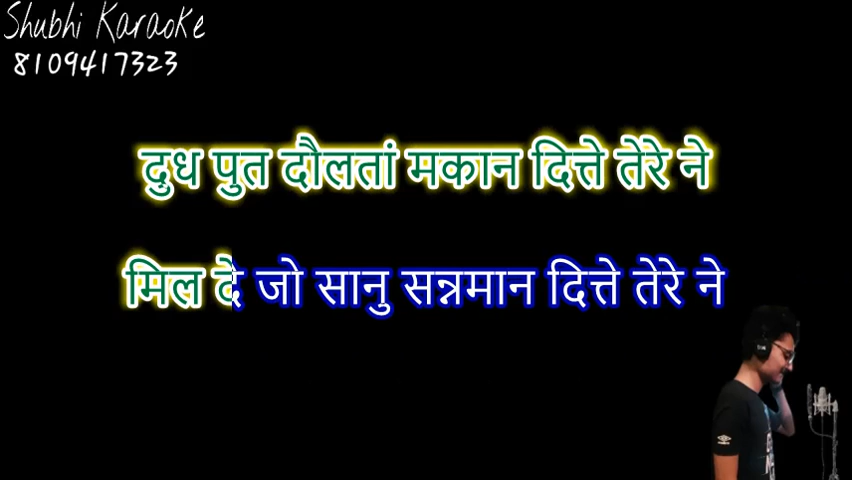 Shubhi Karaoke
8109417323
दुध पुत दौलतां मकान दित्ते तेरे ने
मिल दे जो सानु सन्नमान दित्ते तेरे ने